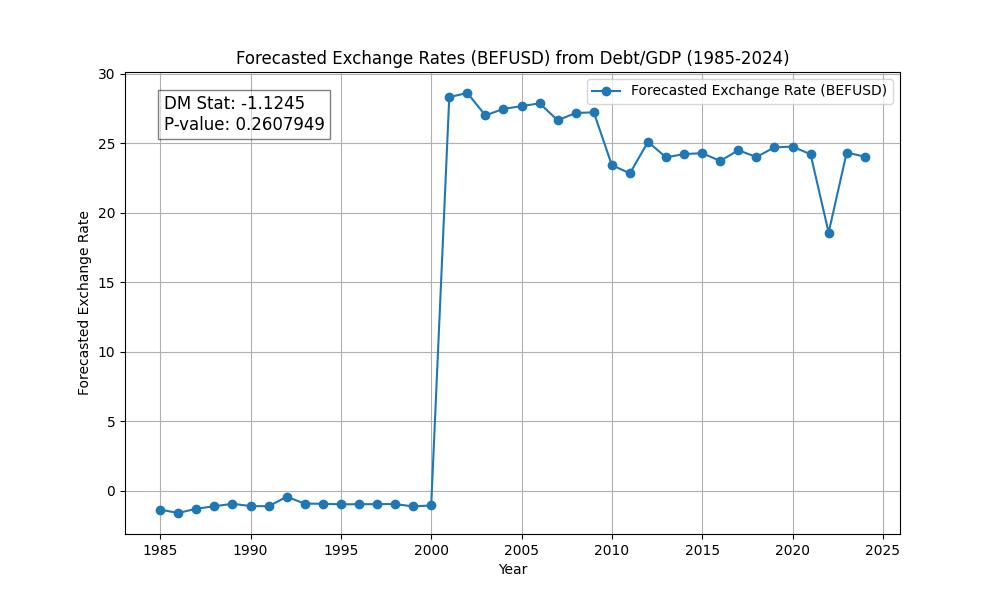 Forecasted Exchange Rates (BEFUSD) from Debt/GDP (1985-2024)
DM Stat: -1.1245
P-value: 0.2607949
Forecasted Exchange Rate (BEFUSD)
Forecasted Exchange Rate
30
25
20
15
10
5
0
1985 1990 1995 2000 2005 2010 2015 2020 2025
Year